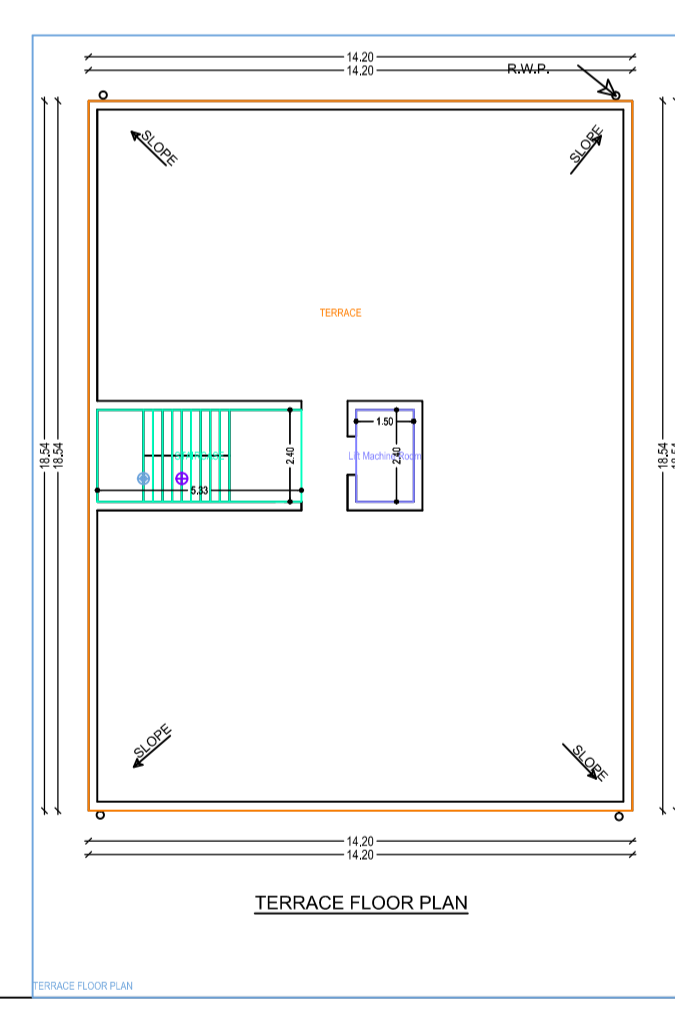 14.20
14.20
R.W.P.
SLOPE
SLOPE
TERRACE
1.50
18.54
18.54
2.40
Lift Machine Room
2.40
18.54
5.33
SLOPE
SLOPE
14.20
14.20
TERRACE FLOOR PLAN
TERRACE FLOOR PLAN